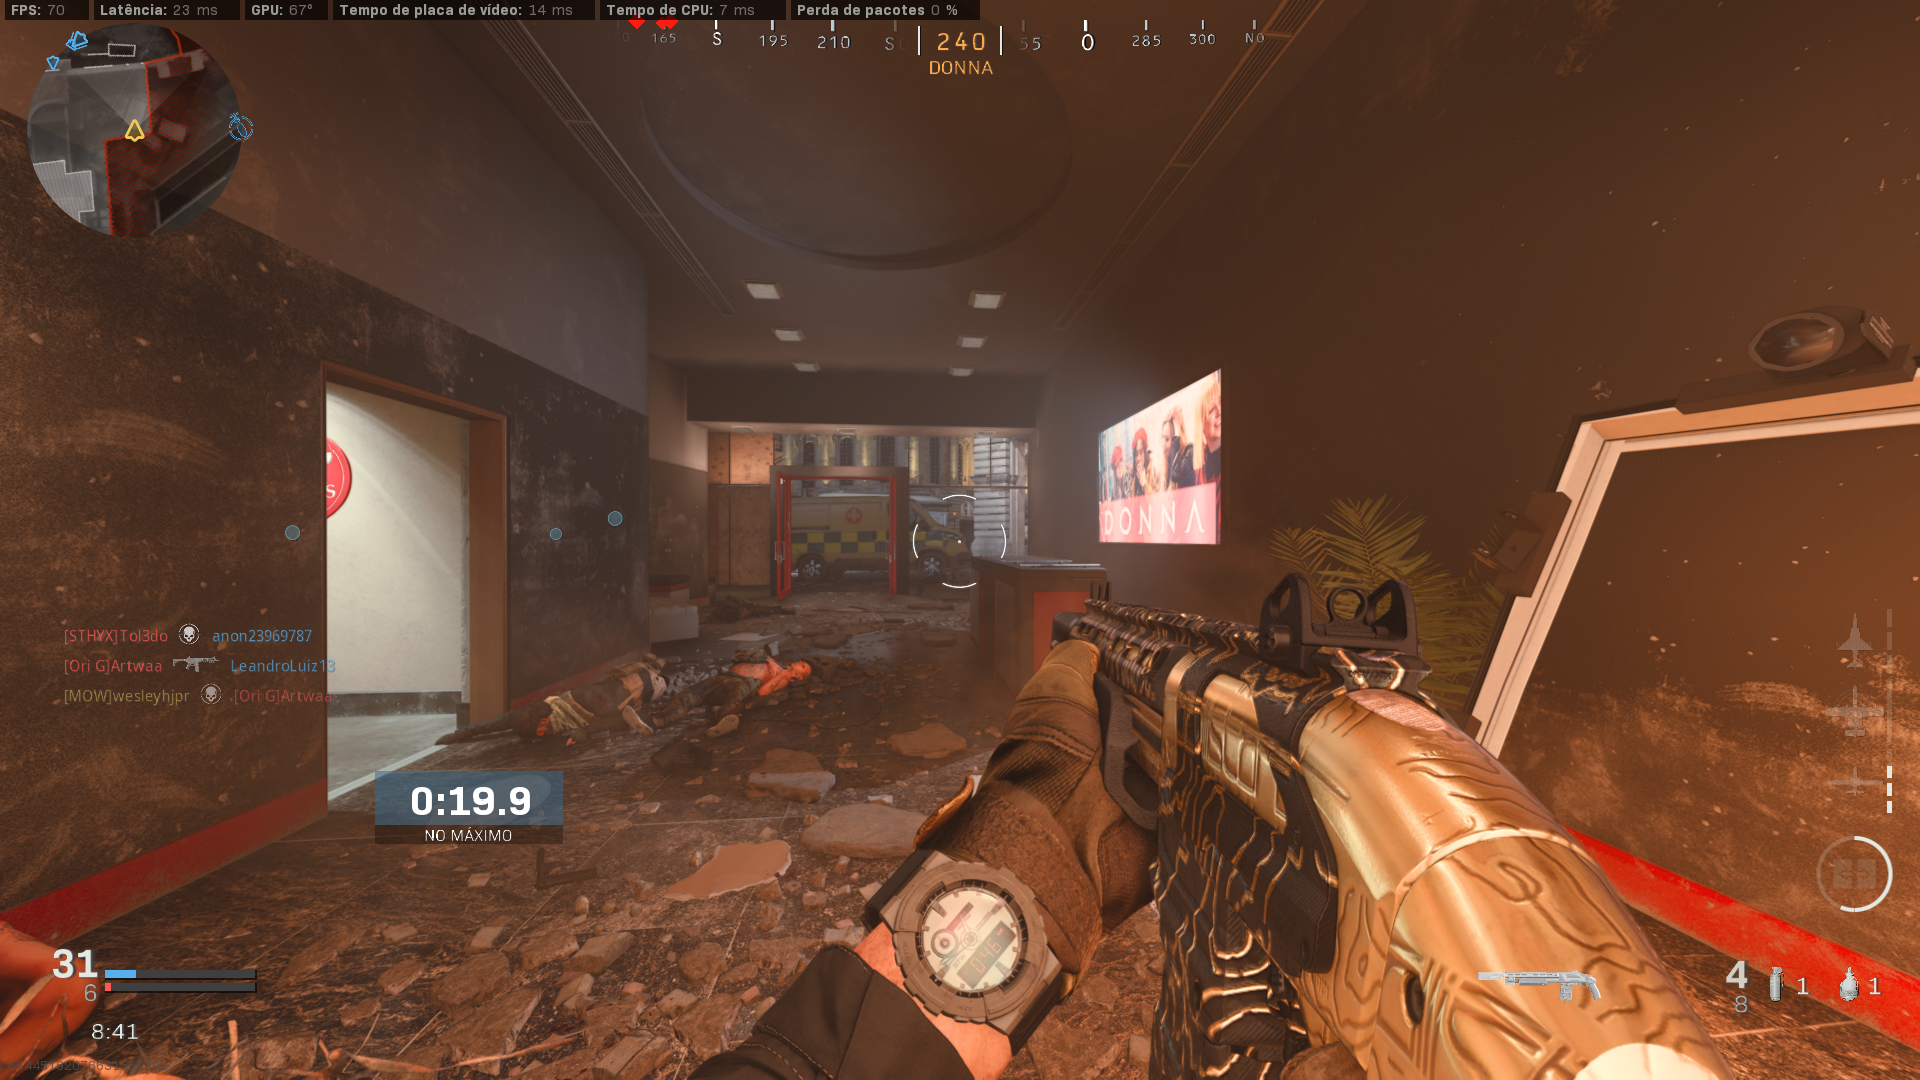 FPS: 70 Latência: 23 ms GPU: 67° Tempo de placa de vídeo: 14 ms Tempo de CPU: 7 ms Perda de pacotes 0 %
165 S 195 210 S 240 55 O 285 300 NO
DONNA
S
DONNA
[STHYX]Tol3do anon23969787
[Ori G]Artwaa LeandroLuiz13
[MOW]wesleyhjpr [Ori G]Artwaa
0:19.9
NO MÁXIMO
31
6
8:41
4 1 1
8